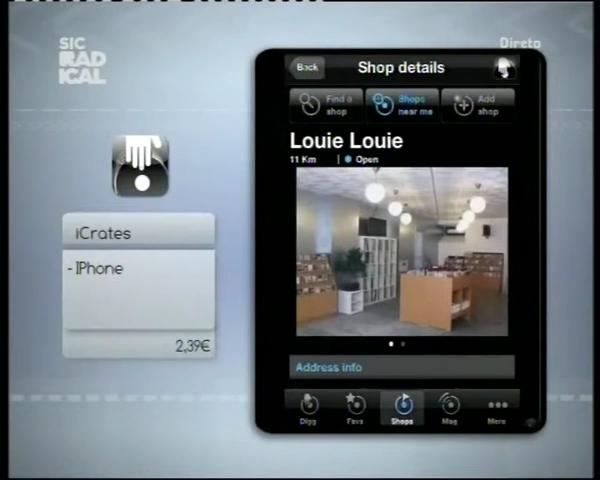 SIC
RAD
ICAL
Direto
Back
Shop details
Find a shop
Shops near me
Add shop
Louie Louie
11 Km | Open
iCrates
- IPhone
2,39€
Address info
Digg
Favs
Shops
Mag
More